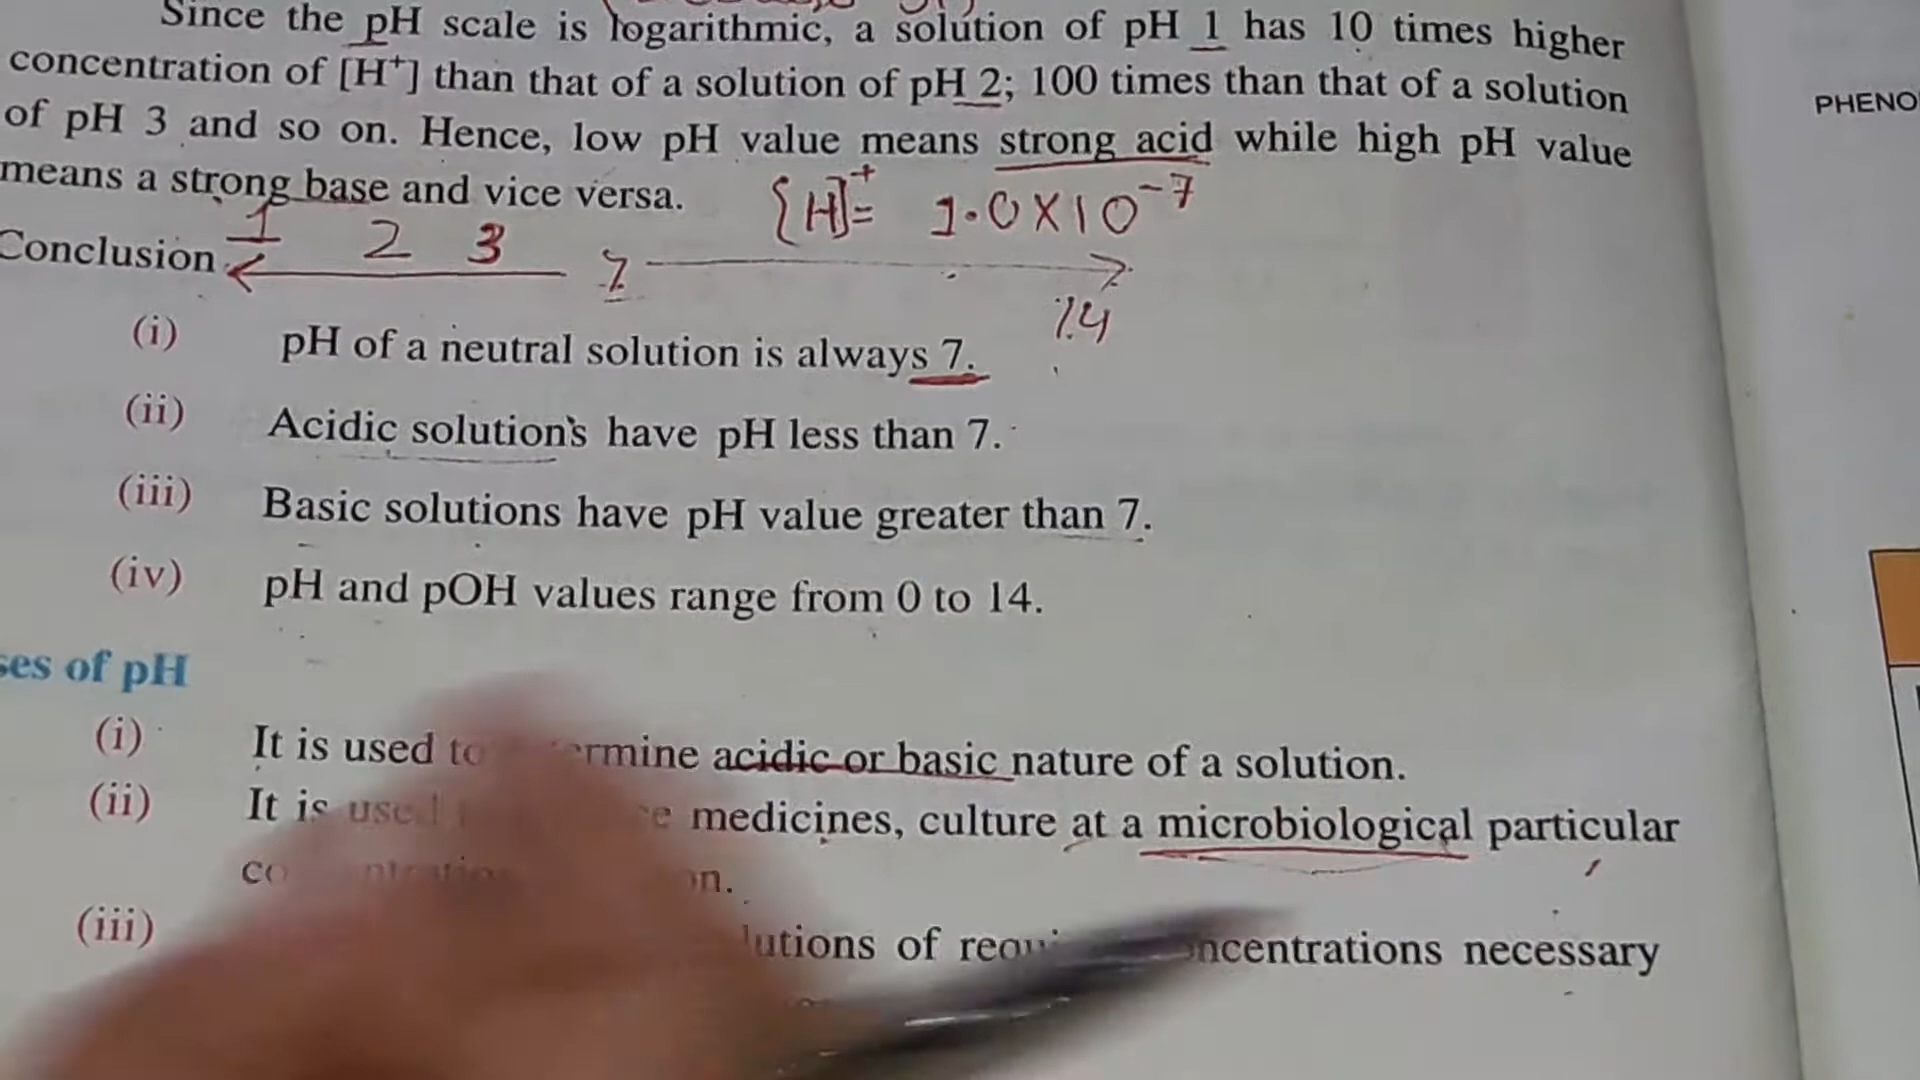 Since the pH scale is logarithmic, a solution of pH 1 has 10 times higher
concentration of [H⁺] than that of a solution of pH 2; 100 times than that of a solution
of pH 3 and so on. Hence, low pH value means strong acid while high pH value
means a strong base and vice versa.
[H]⁺= 1.0X10⁻⁷
1 2 3
Conclusion
7
14
(i) pH of a neutral solution is always 7.
(ii) Acidic solutions have pH less than 7.
(iii) Basic solutions have pH value greater than 7.
(iv) pH and pOH values range from 0 to 14.
ses of pH
(i) It is used to acidic or basic nature of a solution.
(ii) It is used medicines, culture at a microbiological particular
(iii) of necessary
PHENO